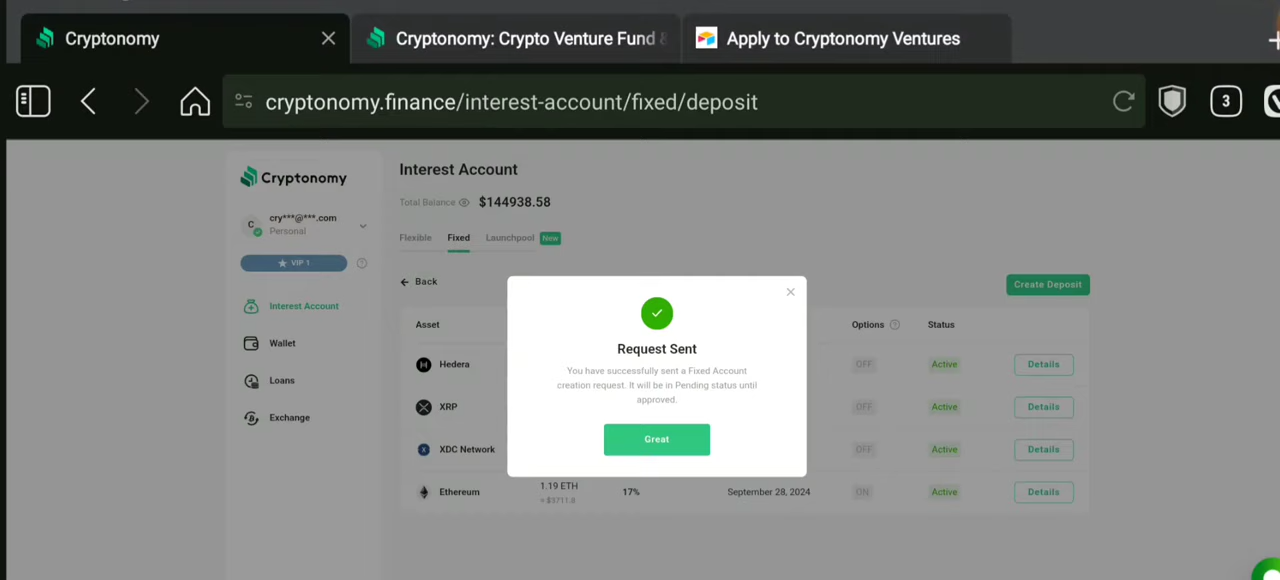 Cryptonomy
Cryptonomy: Crypto Venture Fund &
Apply to Cryptonomy Ventures
cryptonomy.finance/interest-account/fixed/deposit
3
Cryptonomy
C
cry***@***.com
Personal
VIP 1
Interest Account
Wallet
Loans
Exchange
Interest Account
Total Balance $144938.58
Flexible Fixed Launchpool New
Back
Create Deposit
Asset Options Status
Hedera OFF Active Details
XRP OFF Active Details
XDC Network OFF Active Details
Ethereum 1.19 ETH 17% September 28, 2024 ON Active Details
≈ $3711.8
Request Sent
You have successfully sent a Fixed Account
creation request. It will be in Pending status until
approved.
Great